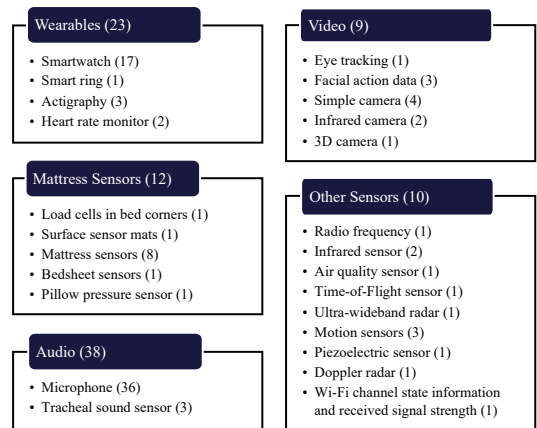 Wearables (23)
• Smartwatch (17)
• Smart ring (1)
• Actigraphy (3)
• Heart rate monitor (2)
Mattress Sensors (12)
• Load cells in bed corners (1)
• Surface sensor mats (1)
• Mattress sensors (8)
• Bedsheet sensors (1)
• Pillow pressure sensor (1)
Audio (38)
• Microphone (36)
• Tracheal sound sensor (3)
Video (9)
• Eye tracking (1)
• Facial action data (3)
• Simple camera (4)
• Infrared camera (2)
• 3D camera (1)
Other Sensors (10)
• Radio frequency (1)
• Infrared sensor (2)
• Air quality sensor (1)
• Time-of-Flight sensor (1)
• Ultra-wideband radar (1)
• Motion sensors (3)
• Piezoelectric sensor (1)
• Doppler radar (1)
• Wi-Fi channel state information
and received signal strength (1)